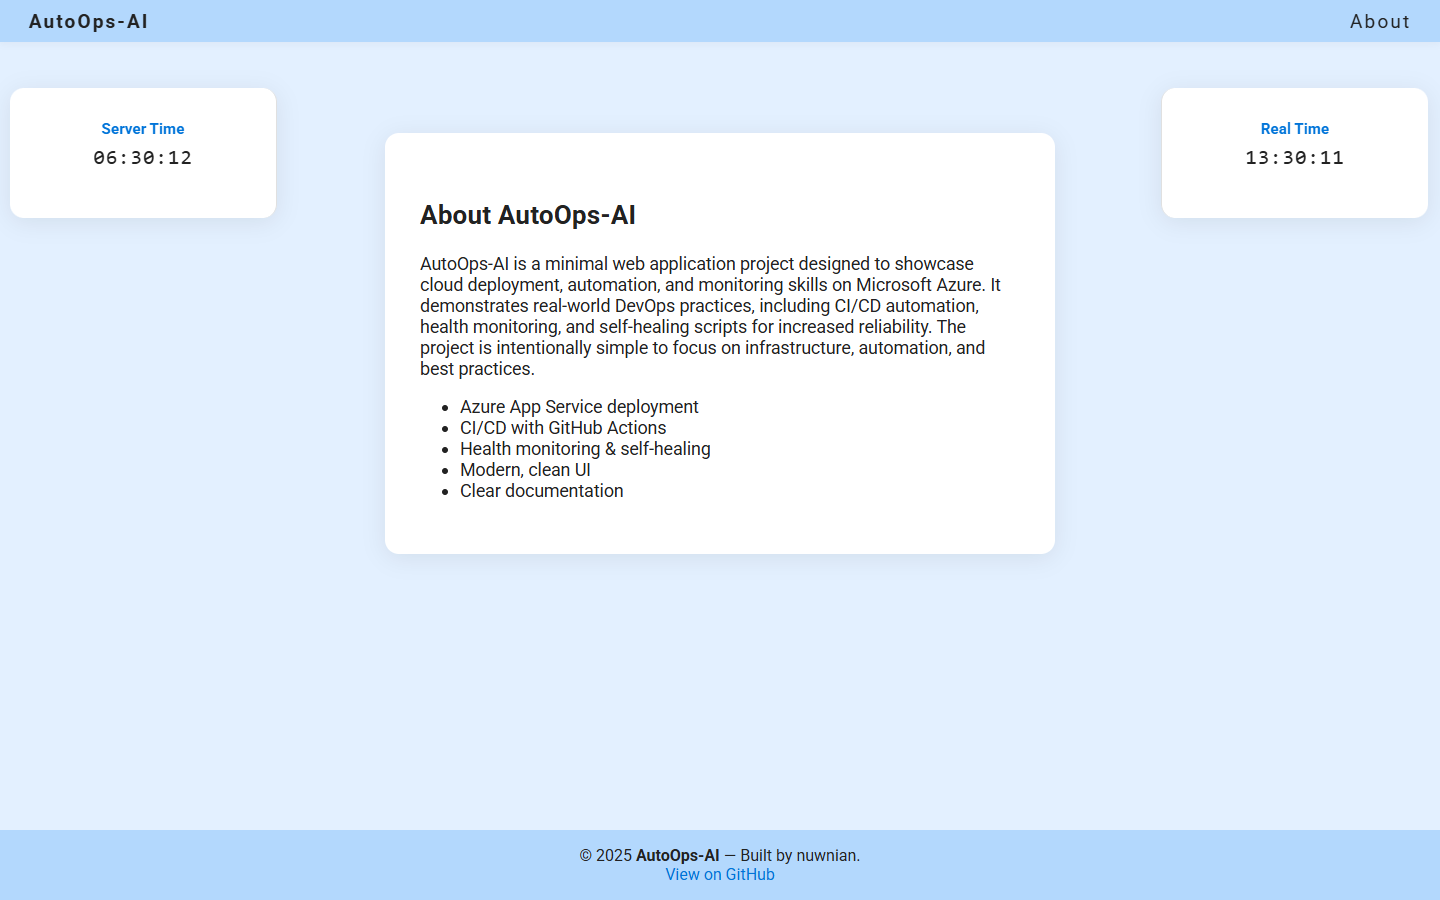 AutoOps-AI
About
Server Time
06:30:12
Real Time
13:30:11
About AutoOps-AI
AutoOps-AI is a minimal web application project designed to showcase
cloud deployment, automation, and monitoring skills on Microsoft Azure. It
demonstrates real-world DevOps practices, including CI/CD automation,
health monitoring, and self-healing scripts for increased reliability. The
project is intentionally simple to focus on infrastructure, automation, and
best practices.
• Azure App Service deployment
• CI/CD with GitHub Actions
• Health monitoring & self-healing
• Modern, clean UI
• Clear documentation
© 2025 AutoOps-AI — Built by nuwnian.
View on GitHub